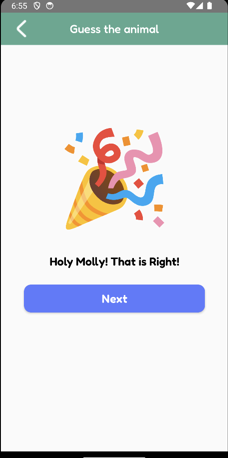 6:55
Guess the animal
Holy Molly! That is Right!
Next